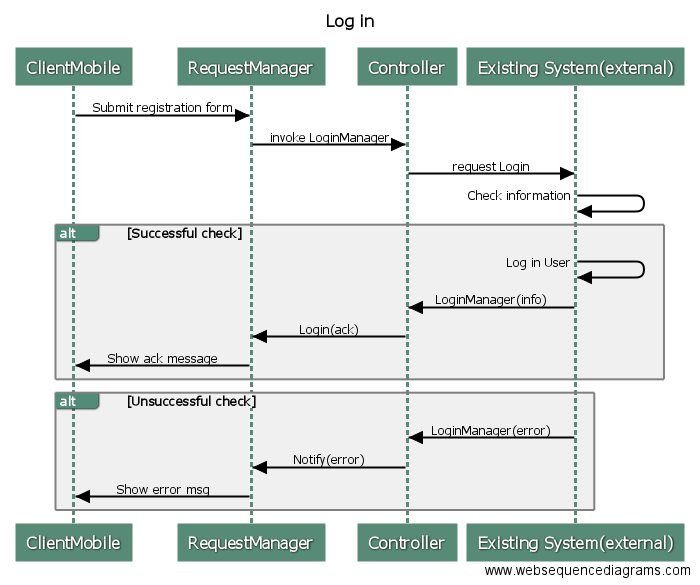 Log in
ClientMobile RequestManager Controller Existing System(external)
Submit registration form
invoke LoginManager
request Login
Check information
alt [Successful check]
Log in User
LoginManager(info)
Login(ack)
Show ack message
alt [Unsuccessful check]
LoginManager(error)
Notify(error)
Show error msg
ClientMobile RequestManager Controller Existing System(external)
www.websequencediagrams.com